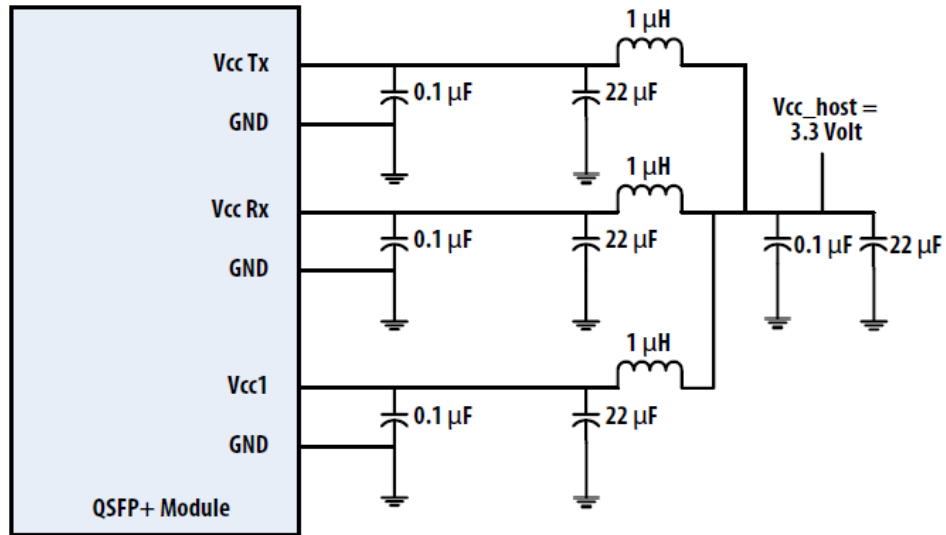 1 μH
Vcc Tx
0.1 μF
22 μF
GND
Vcc_host =
3.3 Volt
1 μH
Vcc Rx
0.1 μF
22 μF
0.1 μF
22 μF
GND
1 μH
Vcc1
0.1 μF
22 μF
GND
QSFP+ Module